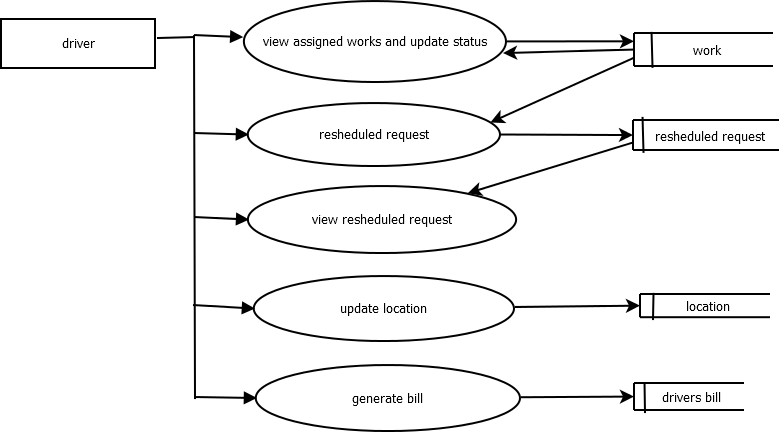 driver
view assigned works and update status
work
resheduled request
resheduled request
view resheduled request
update location
location
generate bill
drivers bill